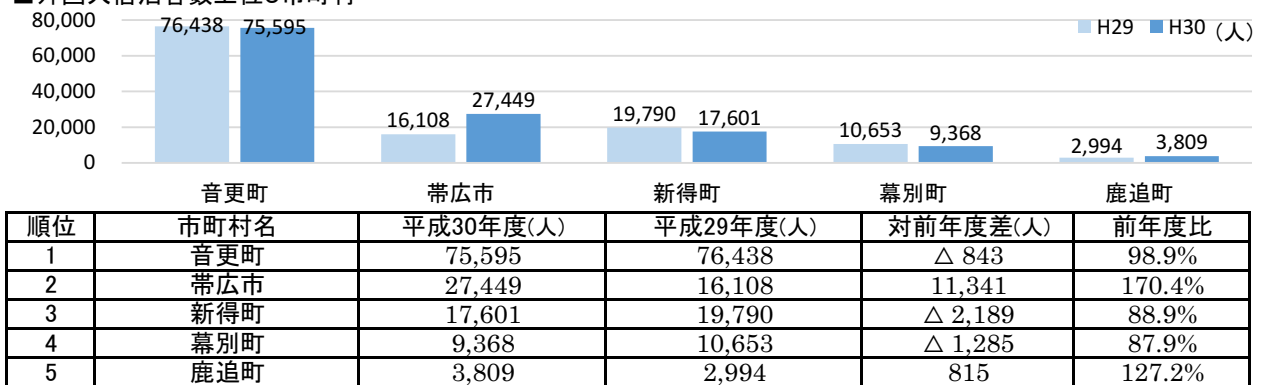 80,000
60,000
40,000
20,000
0
76,438 75,595
16,108 27,449
19,790 17,601
10,653 9,368
2,994 3,809
H29 H30 (人)
音更町 帯広市 新得町 幕別町 鹿追町
順位 市町村名 平成30年度(人) 平成29年度(人) 対前年度差(人) 前年度比
1 音更町 75,595 76,438 △ 843 98.9%
2 帯広市 27,449 16,108 11,341 170.4%
3 新得町 17,601 19,790 △ 2,189 88.9%
4 幕別町 9,368 10,653 △ 1,285 87.9%
5 鹿追町 3,809 2,994 815 127.2%